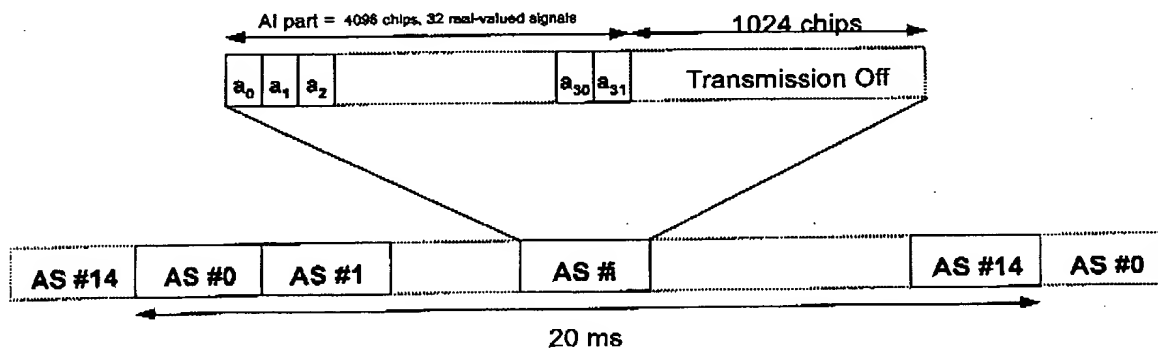 AI part = 4096 chips, 32 real-valued signals
1024 chips
a0 a1 a2 a30 a31 Transmission Off
AS #14 AS #0 AS #1 AS #i AS #14 AS #0
20 ms